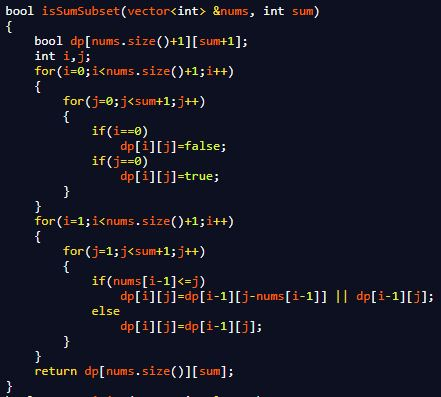 bool isSumSubset(vector<int> &nums, int sum)
{
    bool dp[nums.size()+1][sum+1];
    int i,j;
    for(i=0;i<nums.size()+1;i++)
    {
        for(j=0;j<sum+1;j++)
        {
            if(i==0)
                dp[i][j]=false;
            if(j==0)
                dp[i][j]=true;
        }
    }
    for(i=1;i<nums.size()+1;i++)
    {
        for(j=1;j<sum+1;j++)
        {
            if(nums[i-1]<=j)
                dp[i][j]=dp[i-1][j-nums[i-1]] || dp[i-1][j];
            else
                dp[i][j]=dp[i-1][j];
        }
    }
    return dp[nums.size()][sum];
}